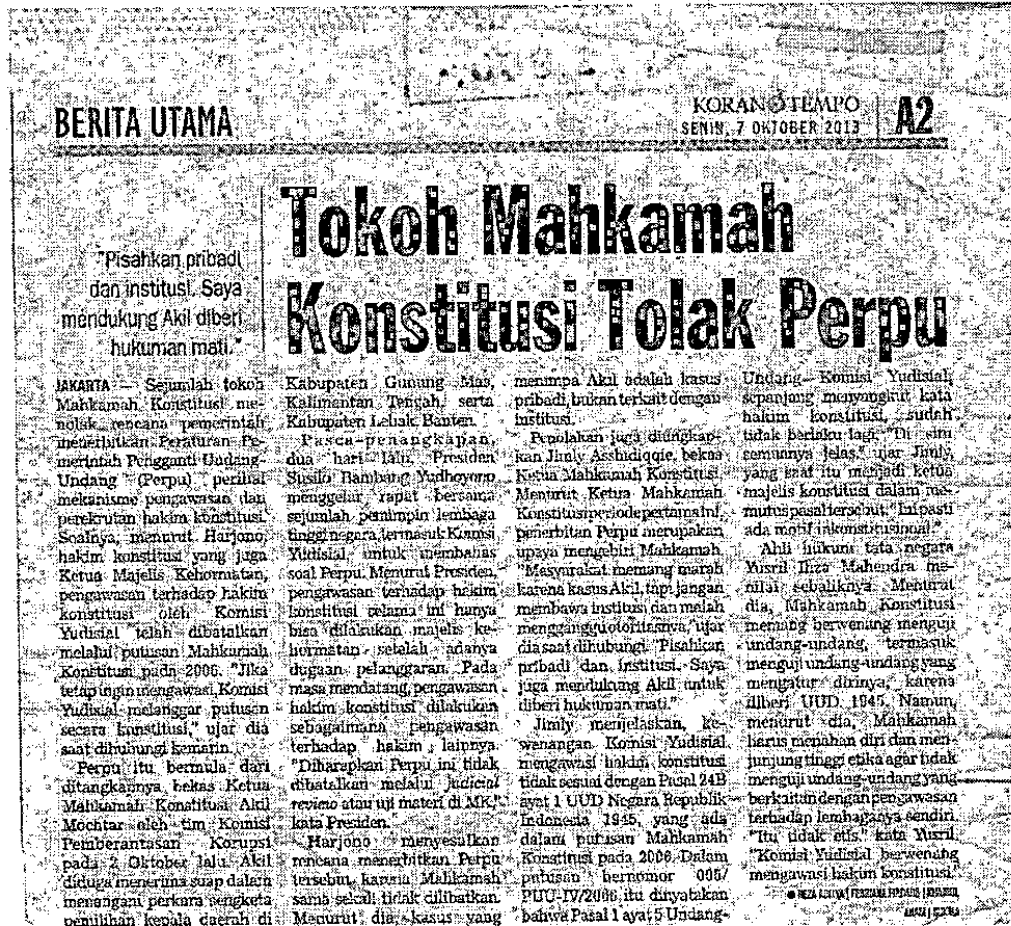 BERITA UTAMA
KORAN TEMPO
SENIN, 7 OKTOBER 2013
A2
Tokoh Mahkamah
Konstitusi Tolak Perpu
"Pisahkan pribadi
dan institusi. Saya
mendukung Akil diberi
hukuman mati."
JAKARTA — Sejumlah tokoh
Mahkamah Konstitusi me-
nolak rencana pemerintah
menerbitkan Peraturan Pe-
merintah Pengganti Undang-
Undang (Perpu) perihal
mekanisme pengawasan dan
perekrutan hakim konstitusi.
Soalnya, menurut Harjono,
hakim konstitusi yang juga
Ketua Majelis Kehormatan,
pengawasan terhadap hakim
konstitusi oleh Komisi
Yudisial telah dibatalkan
melalui putusan Mahkamah
Konstitusi pada 2006. "Jika
tetap ingin mengawasi, Komisi
Yudisial melanggar putusan
secara konstitusi," ujar dia
saat dihubungi kemarin.
Perpu itu bermula dari
ditangkapnya bekas Ketua
Mahkamah Konstitusi Akil
Mochtar oleh tim Komisi
Pemberantasan Korupsi
pada 2 Oktober lalu. Akil
diduga menerima suap dalam
menangani perkara sengketa
pemilihan kepala daerah di
Kabupaten Gunung Mas,
Kalimantan Tengah, serta
Kabupaten Lebak, Banten.
Pasca-penangkapan,
dua hari lalu, Presiden
Susilo Bambang Yudhoyono
menggelar rapat bersama
sejumlah pemimpin lembaga
tinggi negara, termasuk Komisi
Yudisial, untuk membahas
soal Perpu. Menurut Presiden,
pengawasan terhadap hakim
konstitusi selama ini hanya
bisa dilakukan majelis ke-
hormatan setelah adanya
dugaan pelanggaran. Pada
masa mendatang, pengawasan
hakim konstitusi dilakukan
sebagaimana pengawasan
terhadap hakim lainnya.
"Diharapkan Perpu ini tidak
dibatalkan melalui judicial
review atau uji materi di MK,"
kata Presiden.
Harjono menyesalkan
rencana menerbitkan Perpu
tersebut, karena Mahkamah
sama sekali tidak dilibatkan.
Menurut dia, kasus yang
menimpa Akil adalah kasus
pribadi, bukan terkait dengan
institusi.
Penolakan juga diungkap-
kan Jimly Asshidiqqie, bekas
Ketua Mahkamah Konstitusi.
Menurut Ketua Mahkamah
Konstitusi periode pertama ini,
penerbitan Perpu merupakan
upaya mengebiri Mahkamah.
"Masyarakat memang marah
karena kasus Akil, tapi jangan
membawa institusi dan malah
mengganggu otoritasnya," ujar
dia saat dihubungi. "Pisahkan
pribadi dan institusi. Saya
juga mendukung Akil untuk
diberi hukuman mati."
Jimly menjelaskan, ke-
wenangan Komisi Yudisial
mengawasi hakim konstitusi
tidak sesuai dengan Pasal 24B
ayat 1 UUD Negara Republik
Indonesia 1945, yang ada
dalam putusan Mahkamah
Konstitusi pada 2006. Dalam
putusan bernomor 005/
PUU-IV/2006, itu dinyatakan
bahwa Pasal 1 ayat 5 Undang-
Undang Komisi Yudisial,
sepanjang menyangkut kata
hakim konstitusi, sudah
tidak berlaku lagi. "Di sini
semuanya jelas," ujar Jimly,
yang saat itu menjadi ketua
majelis konstitusi dalam me-
mutus pasal tersebut. "Ini pasti
ada motif inkonstitusional."
Ahli hukum tata negara
Yusril Ihza Mahendra me-
nilai sebaliknya. Menurut
dia, Mahkamah Konstitusi
memang berwenang menguji
undang-undang, termasuk
menguji undang-undang yang
mengatur dirinya, karena
diberi UUD 1945. Namun,
menurut dia, Mahkamah
harus menahan diri dan men-
junjung tinggi etika agar tidak
menguji undang-undang yang
berkaitan dengan pengawasan
terhadap lembaganya sendiri.
"Itu tidak etis," kata Yusril.
"Komisi Yudisial berwenang
mengawasi hakim konstitusi."